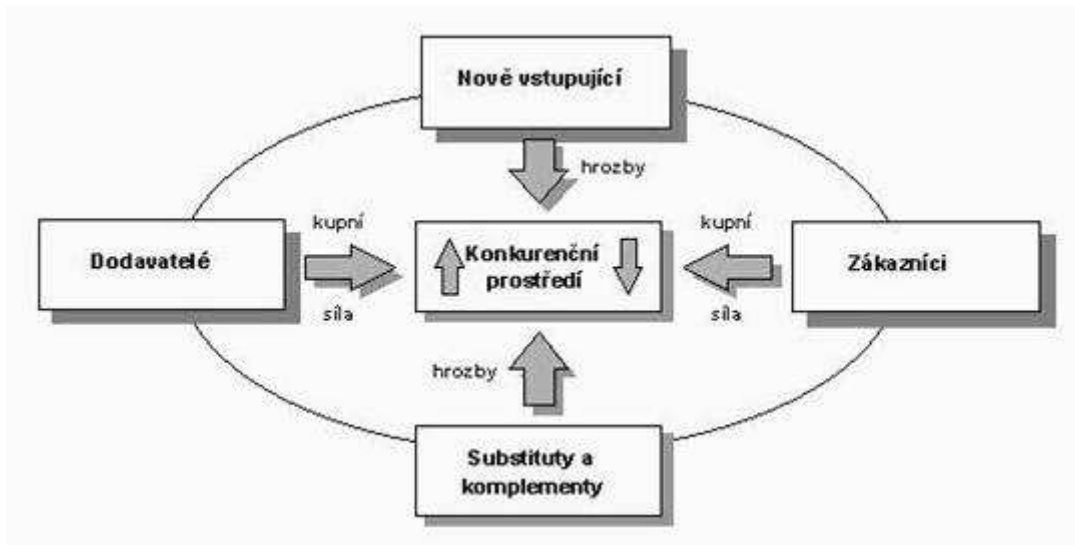 Nově vstupující
hrozby
kupní
Dodavatelé
síla
Konkurenční
prostředí
kupní
Zákazníci
síla
hrozby
Substituty a
komplementy